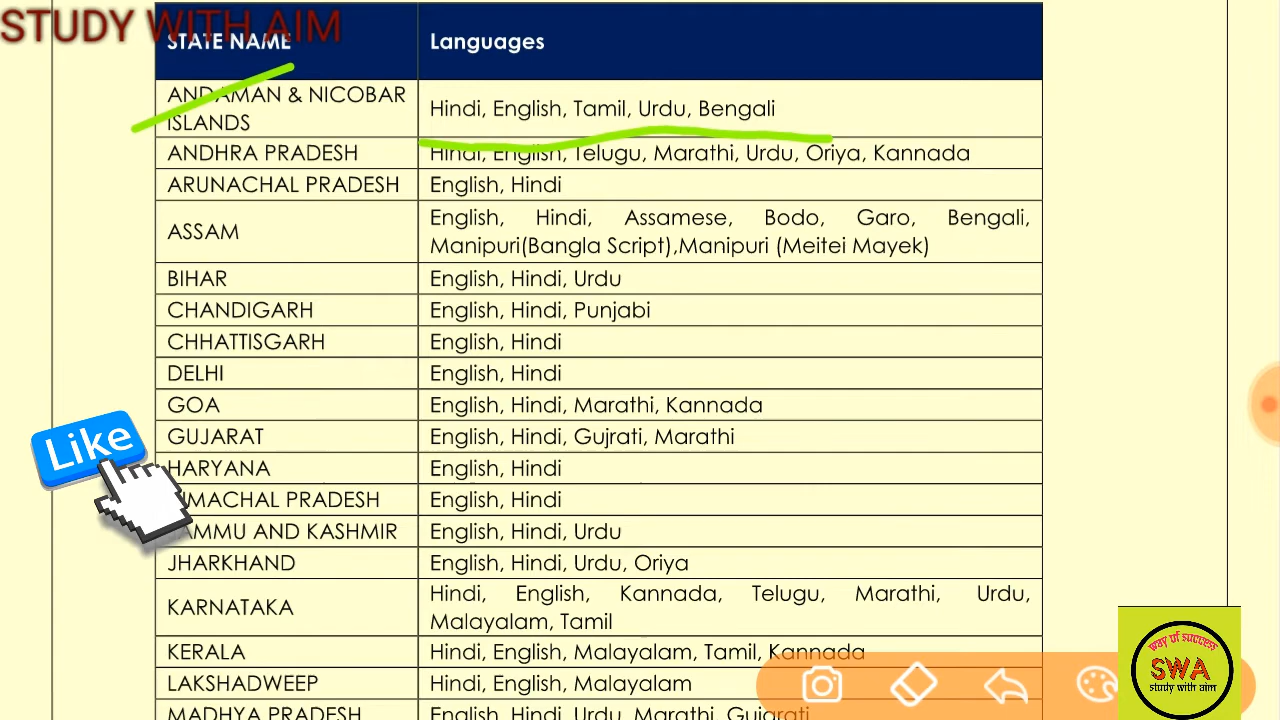 STUDY WITH AIM
STATE NAME Languages
ANDAMAN & NICOBAR
ISLANDS
Hindi, English, Tamil, Urdu, Bengali
ANDHRA PRADESH Hindi, English, Telugu, Marathi, Urdu, Oriya, Kannada
ARUNACHAL PRADESH English, Hindi
ASSAM
English, Hindi, Assamese, Bodo, Garo, Bengali,
Manipuri(Bangla Script),Manipuri (Meitei Mayek)
BIHAR English, Hindi, Urdu
CHANDIGARH English, Hindi, Punjabi
CHHATTISGARH English, Hindi
DELHI English, Hindi
GOA English, Hindi, Marathi, Kannada
GUJARAT English, Hindi, Gujrati, Marathi
Like
HARYANA English, Hindi
HIMACHAL PRADESH English, Hindi
JAMMU AND KASHMIR English, Hindi, Urdu
JHARKHAND English, Hindi, Urdu, Oriya
KARNATAKA
Hindi, English, Kannada, Telugu, Marathi, Urdu,
Malayalam, Tamil
KERALA Hindi, English, Malayalam, Tamil, Kannada
LAKSHADWEEP Hindi, English, Malayalam
MADHYA PRADESH English, Hindi, Urdu, Marathi, Gujarati
way of success
SWA
study with aim